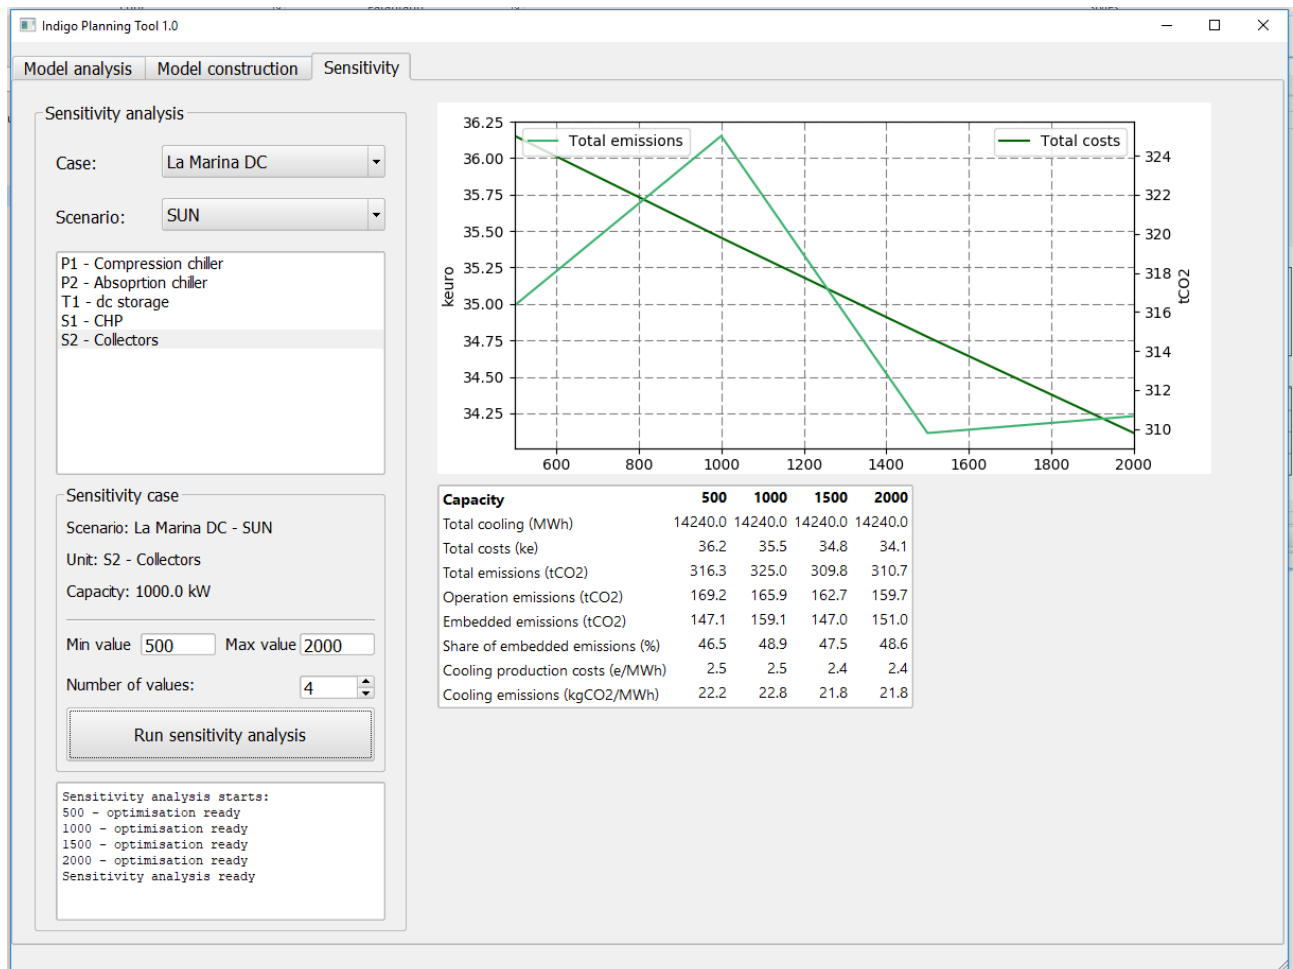 Indigo Planning Tool 1.0
Model analysis Model construction Sensitivity
Sensitivity analysis
Case: La Marina DC
Scenario: SUN
P1 - Compression chiller
P2 - Absoprtion chiller
T1 - dc storage
S1 - CHP
S2 - Collectors
Sensitivity case
Scenario: La Marina DC - SUN
Unit: S2 - Collectors
Capacity: 1000.0 kW
Min value 500 Max value 2000
Number of values: 4
Run sensitivity analysis
Sensitivity analysis starts:
500 - optimisation ready
1000 - optimisation ready
1500 - optimisation ready
2000 - optimisation ready
Sensitivity analysis ready
Total emissions
Total costs
36.25
36.00
35.75
35.50
35.25
35.00
34.75
34.50
34.25
keuro
324
322
320
318
316
314
312
310
tCO2
600 800 1000 1200 1400 1600 1800 2000
Capacity 500 1000 1500 2000
Total cooling (MWh) 14240.0 14240.0 14240.0 14240.0
Total costs (ke) 36.2 35.5 34.8 34.1
Total emissions (tCO2) 316.3 325.0 309.8 310.7
Operation emissions (tCO2) 169.2 165.9 162.7 159.7
Embedded emissions (tCO2) 147.1 159.1 147.0 151.0
Share of embedded emissions (%) 46.5 48.9 47.5 48.6
Cooling production costs (e/MWh) 2.5 2.5 2.4 2.4
Cooling emissions (kgCO2/MWh) 22.2 22.8 21.8 21.8